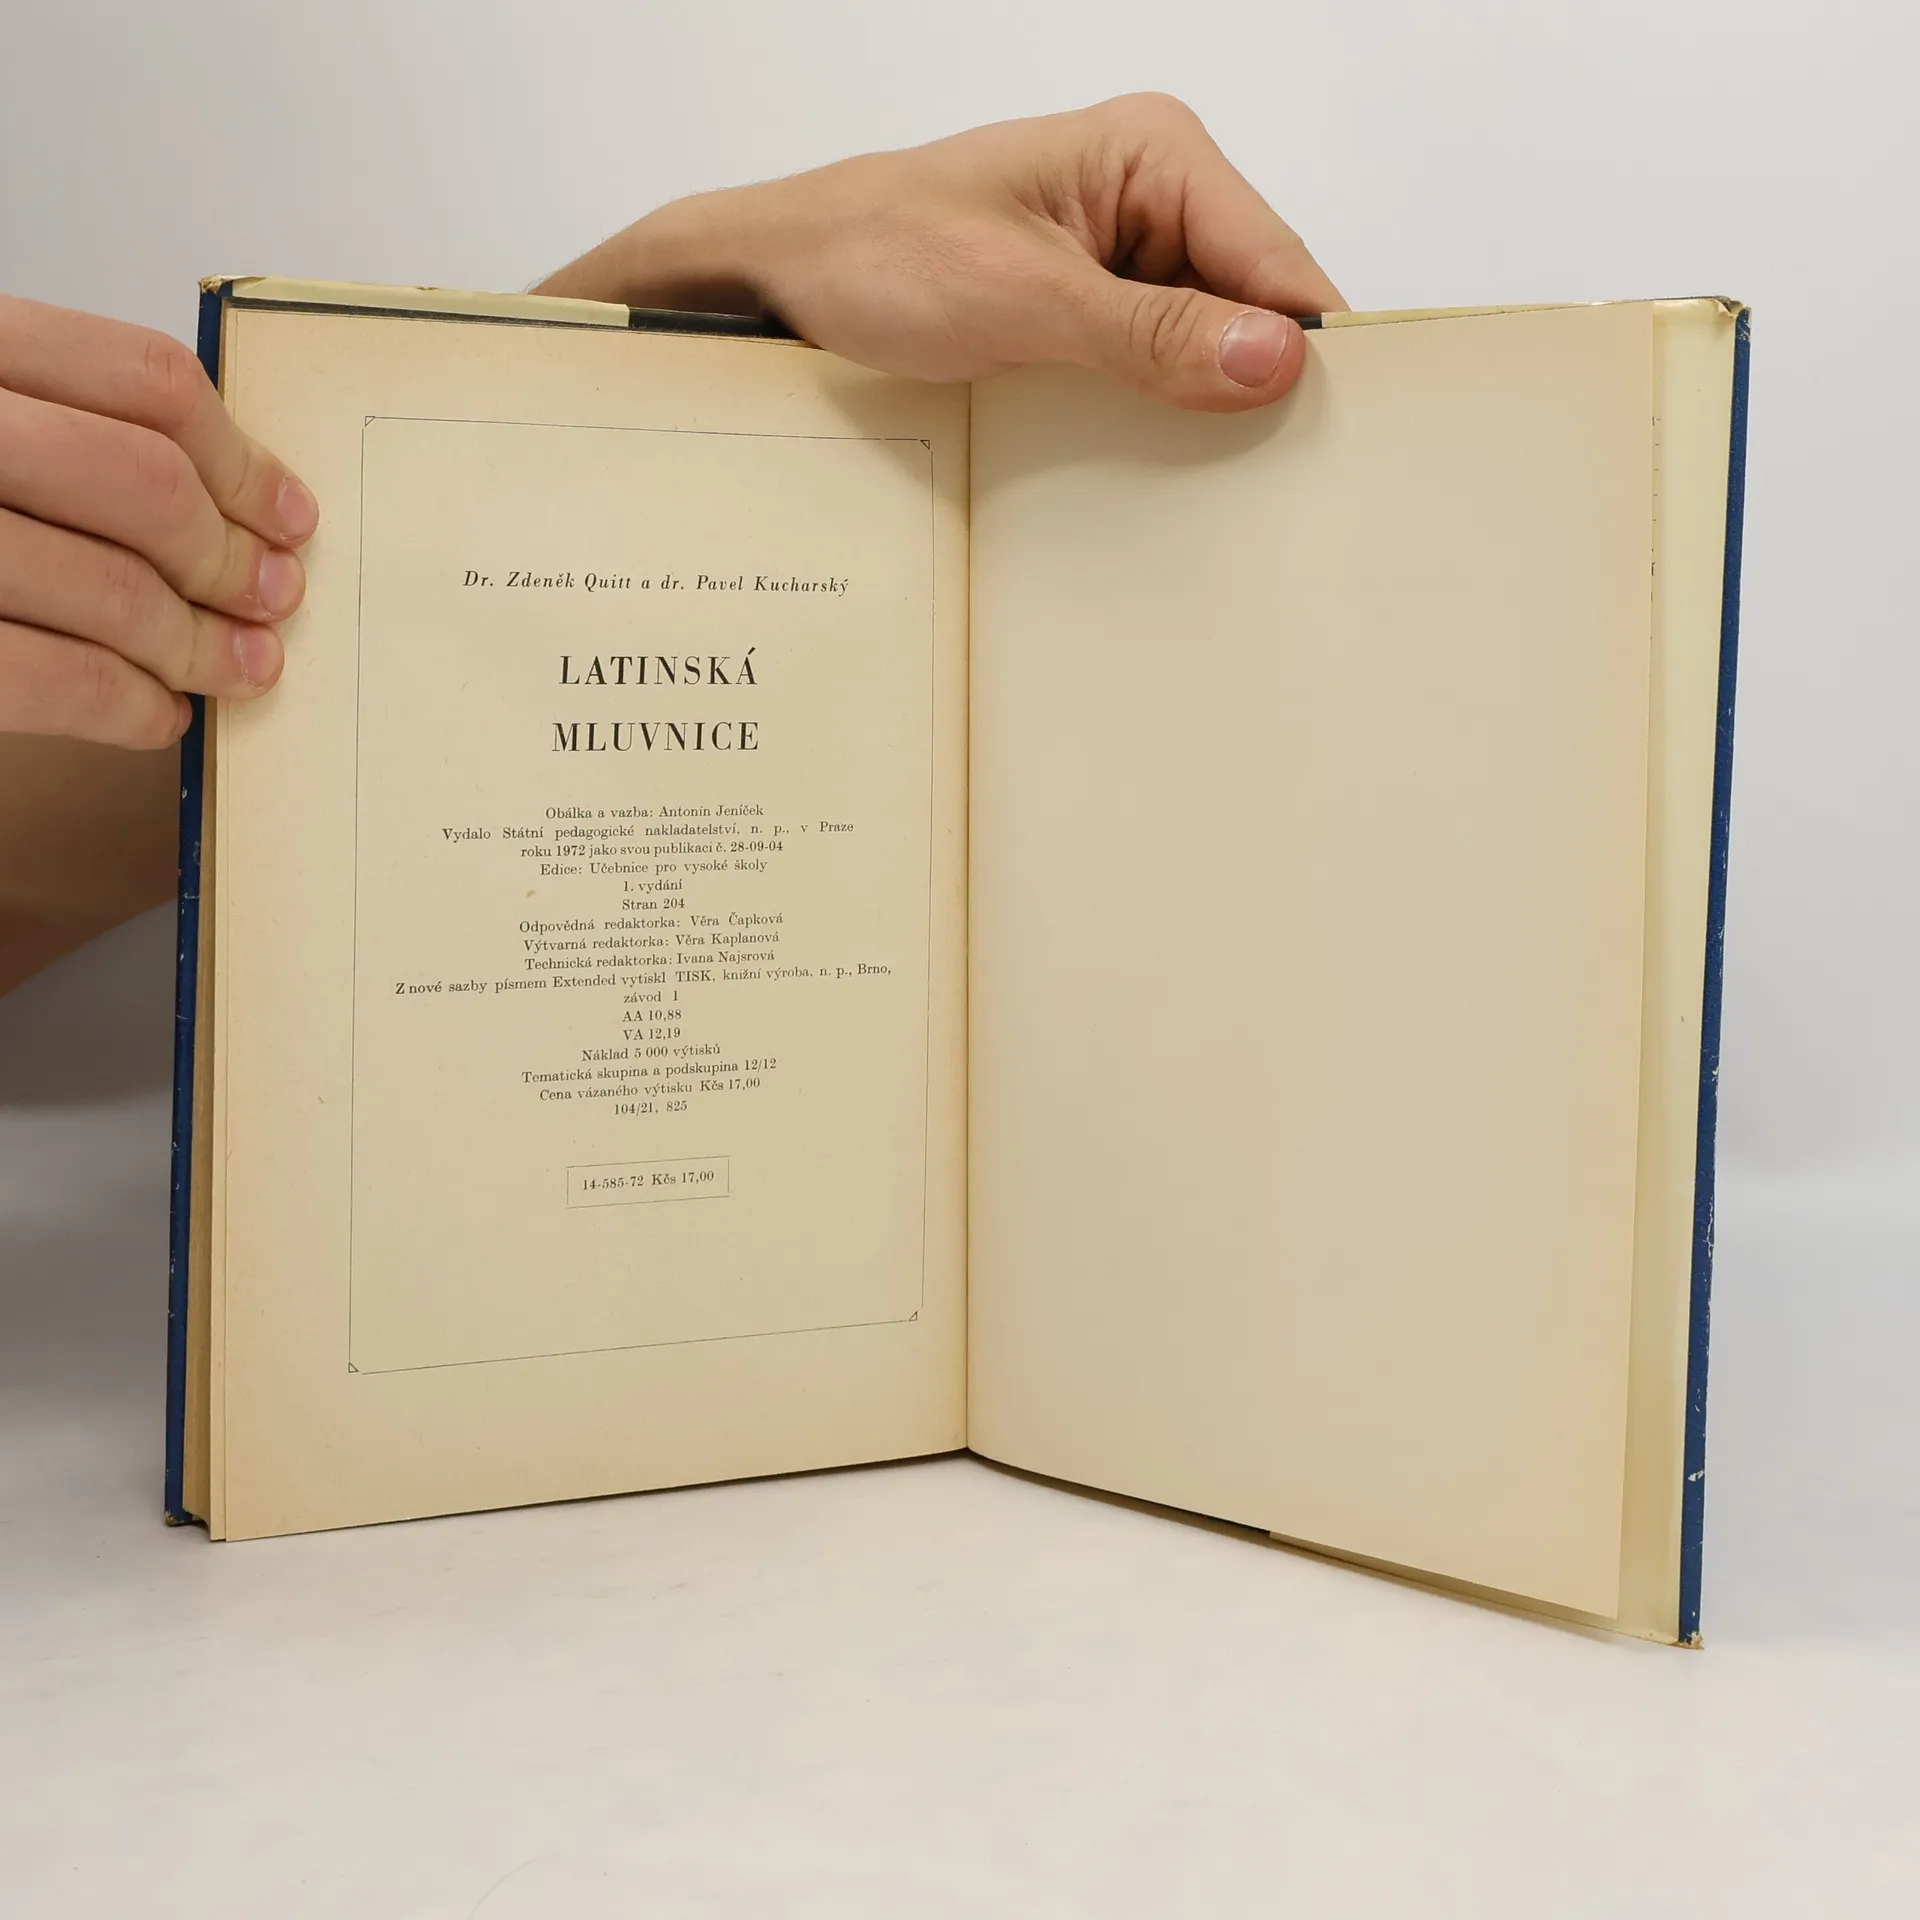 Dr. Zdeněk Quitt a dr. Pavel Kucharský
LATINSKÁ
MLUVNICE
Obálka a vazba: Antonín Jeníček
Vydalo Státní pedagogické nakladatelství, n. p., v Praze
roku 1972 jako svou publikaci č. 28-09-04
Edice: Učebnice pro vysoké školy
1. vydání
Stran 204
Odpovědná redaktorka: Věra Čapková
Výtvarná redaktorka: Věra Kaplanová
Technická redaktorka: Ivana Najsrová
Z nové sazby písmem Extended vytiskl TISK, knižní výroba, n. p., Brno,
závod 1
AA 10,88
VA 12,19
Náklad 5 000 výtisků
Tematická skupina a podskupina 12/12
Cena vázaného výtisku Kčs 17,00
104/21, 825
14-585-72 Kčs 17,00